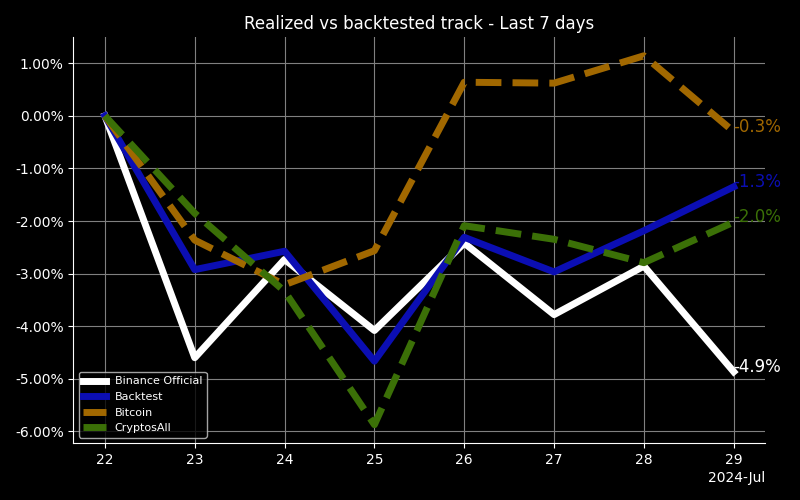 Realized vs backtested track - Last 7 days
1.00%
0.00%
-1.00%
-2.00%
-3.00%
-4.00%
-5.00%
-6.00%
-0.3%
-1.3%
-2.0%
-4.9%
Binance Official
Backtest
Bitcoin
CryptosAll
22 23 24 25 26 27 28 29
2024-Jul